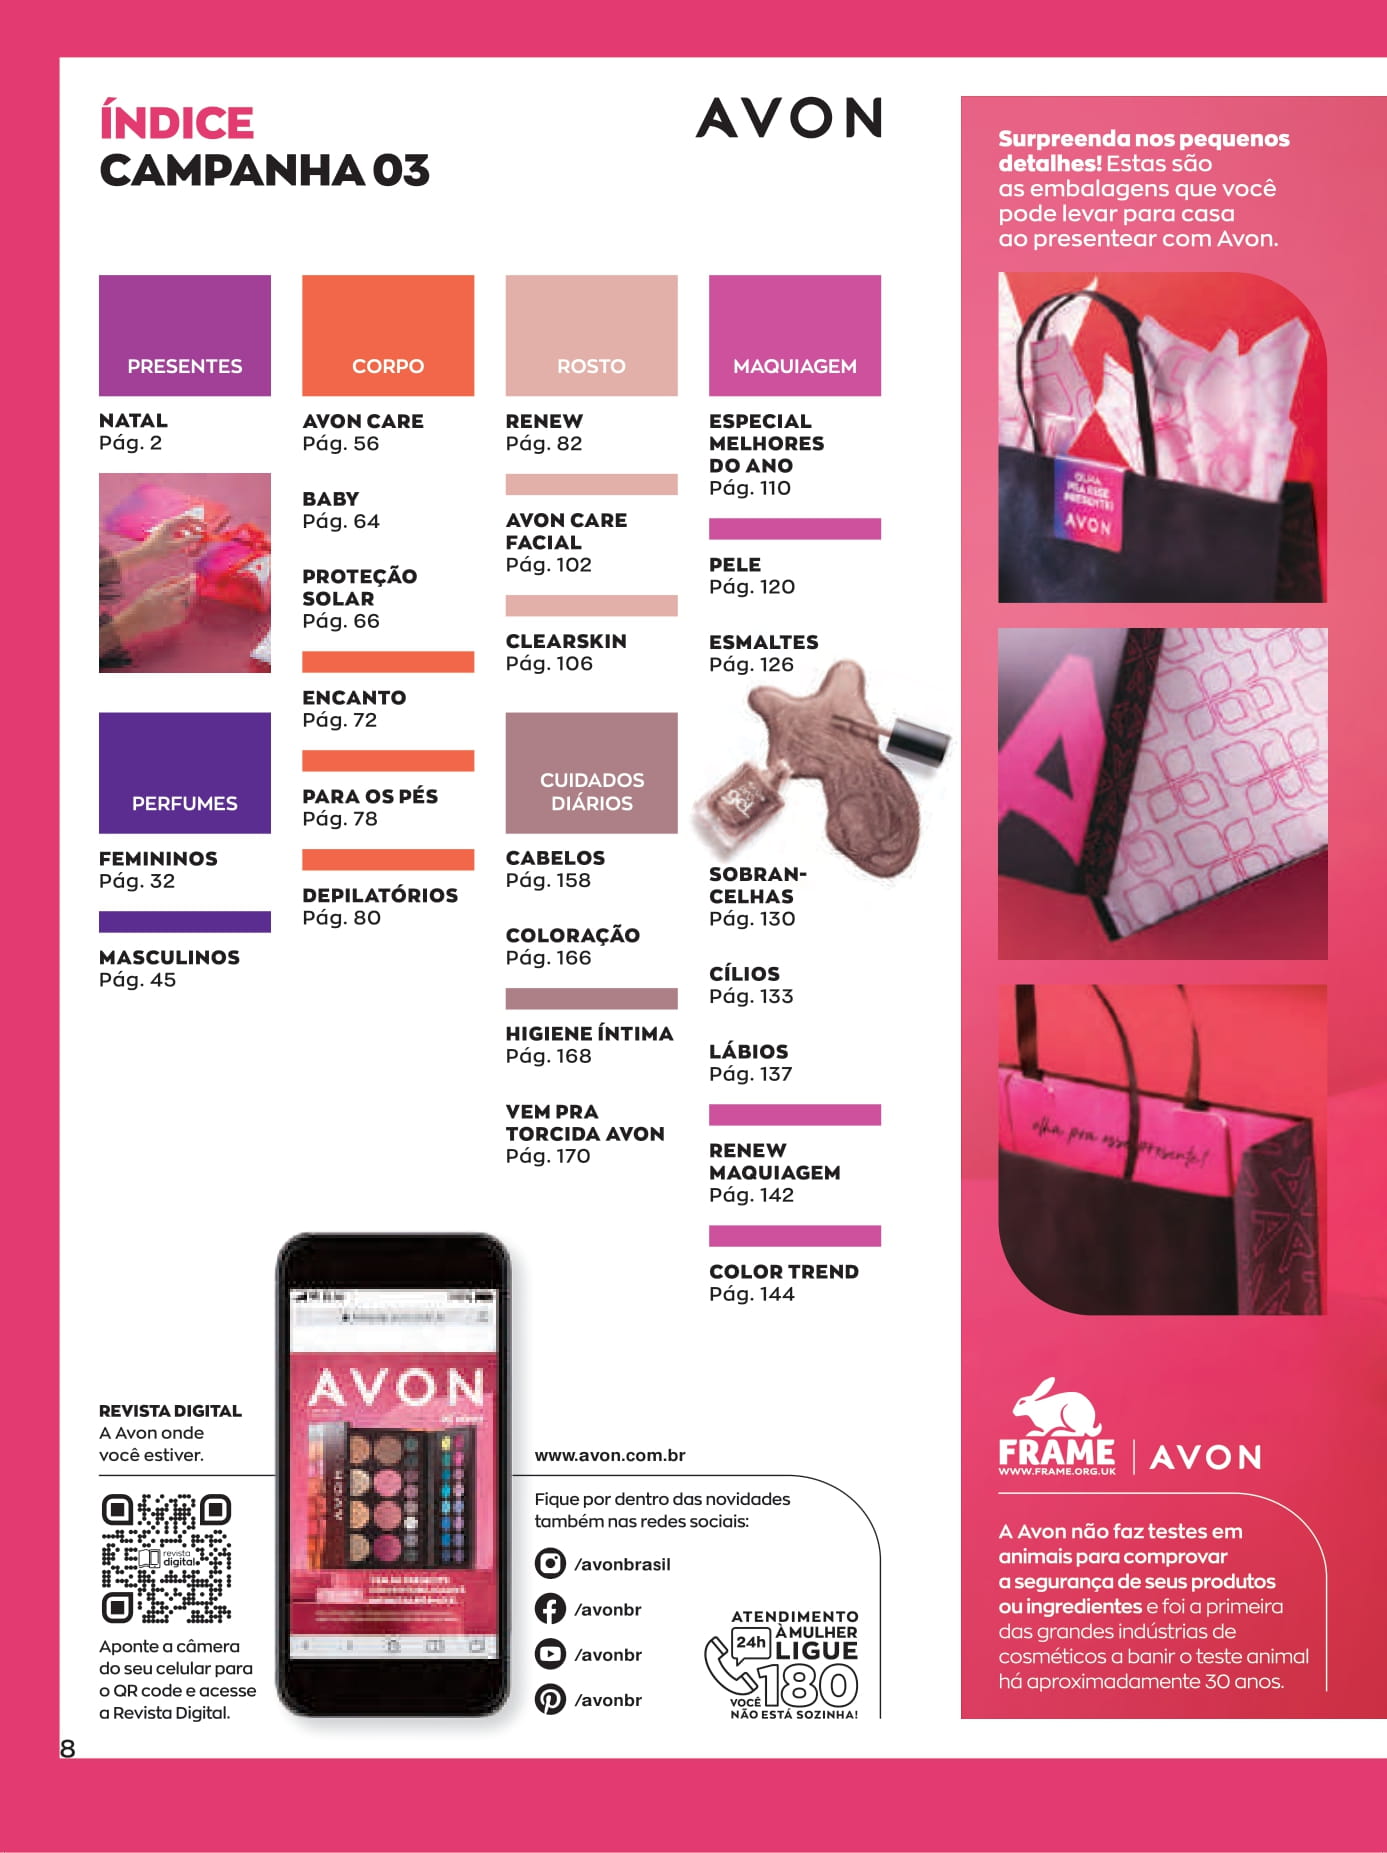 ÍNDICE
CAMPANHA 03
AVON
PRESENTES
NATAL
Pág. 2
PERFUMES
FEMININOS
Pág. 32
MASCULINOS
Pág. 45
CORPO
AVON CARE
Pág. 56
BABY
Pág. 64
PROTEÇÃO
SOLAR
Pág. 66
ENCANTO
Pág. 72
PARA OS PÉS
Pág. 78
DEPILATÓRIOS
Pág. 80
ROSTO
RENEW
Pág. 82
AVON CARE
FACIAL
Pág. 102
CLEARSKIN
Pág. 106
CUIDADOS
DIÁRIOS
CABELOS
Pág. 158
COLORAÇÃO
Pág. 166
HIGIENE ÍNTIMA
Pág. 168
VEM PRA
TORCIDA AVON
Pág. 170
MAQUIAGEM
ESPECIAL
MELHORES
DO ANO
Pág. 110
PELE
Pág. 120
ESMALTES
Pág. 126
SOBRAN-
CELHAS
Pág. 130
CÍLIOS
Pág. 133
LÁBIOS
Pág. 137
RENEW
MAQUIAGEM
Pág. 142
COLOR TREND
Pág. 144
REVISTA DIGITAL
A Avon onde
você estiver.
revista
digital
Aponte a câmera
do seu celular para
o QR code e acesse
a Revista Digital.
AVON
AVON
www.avon.com.br
Fique por dentro das novidades
também nas redes sociais:
/avonbrasil
/avonbr
/avonbr
/avonbr
ATENDIMENTO
À MULHER
24h
LIGUE
180
VOCÊ
NÃO ESTÁ SOZINHA!
Surpreenda nos pequenos
detalhes! Estas são
as embalagens que você
pode levar para casa
ao presentear com Avon.
OLHA
PRA ESSE
PRESENTE!
AVON
olha pra esse presente!
FRAME
WWW.FRAME.ORG.UK
AVON
A Avon não faz testes em
animais para comprovar
a segurança de seus produtos
ou ingredientes e foi a primeira
das grandes indústrias de
cosméticos a banir o teste animal
há aproximadamente 30 anos.
8